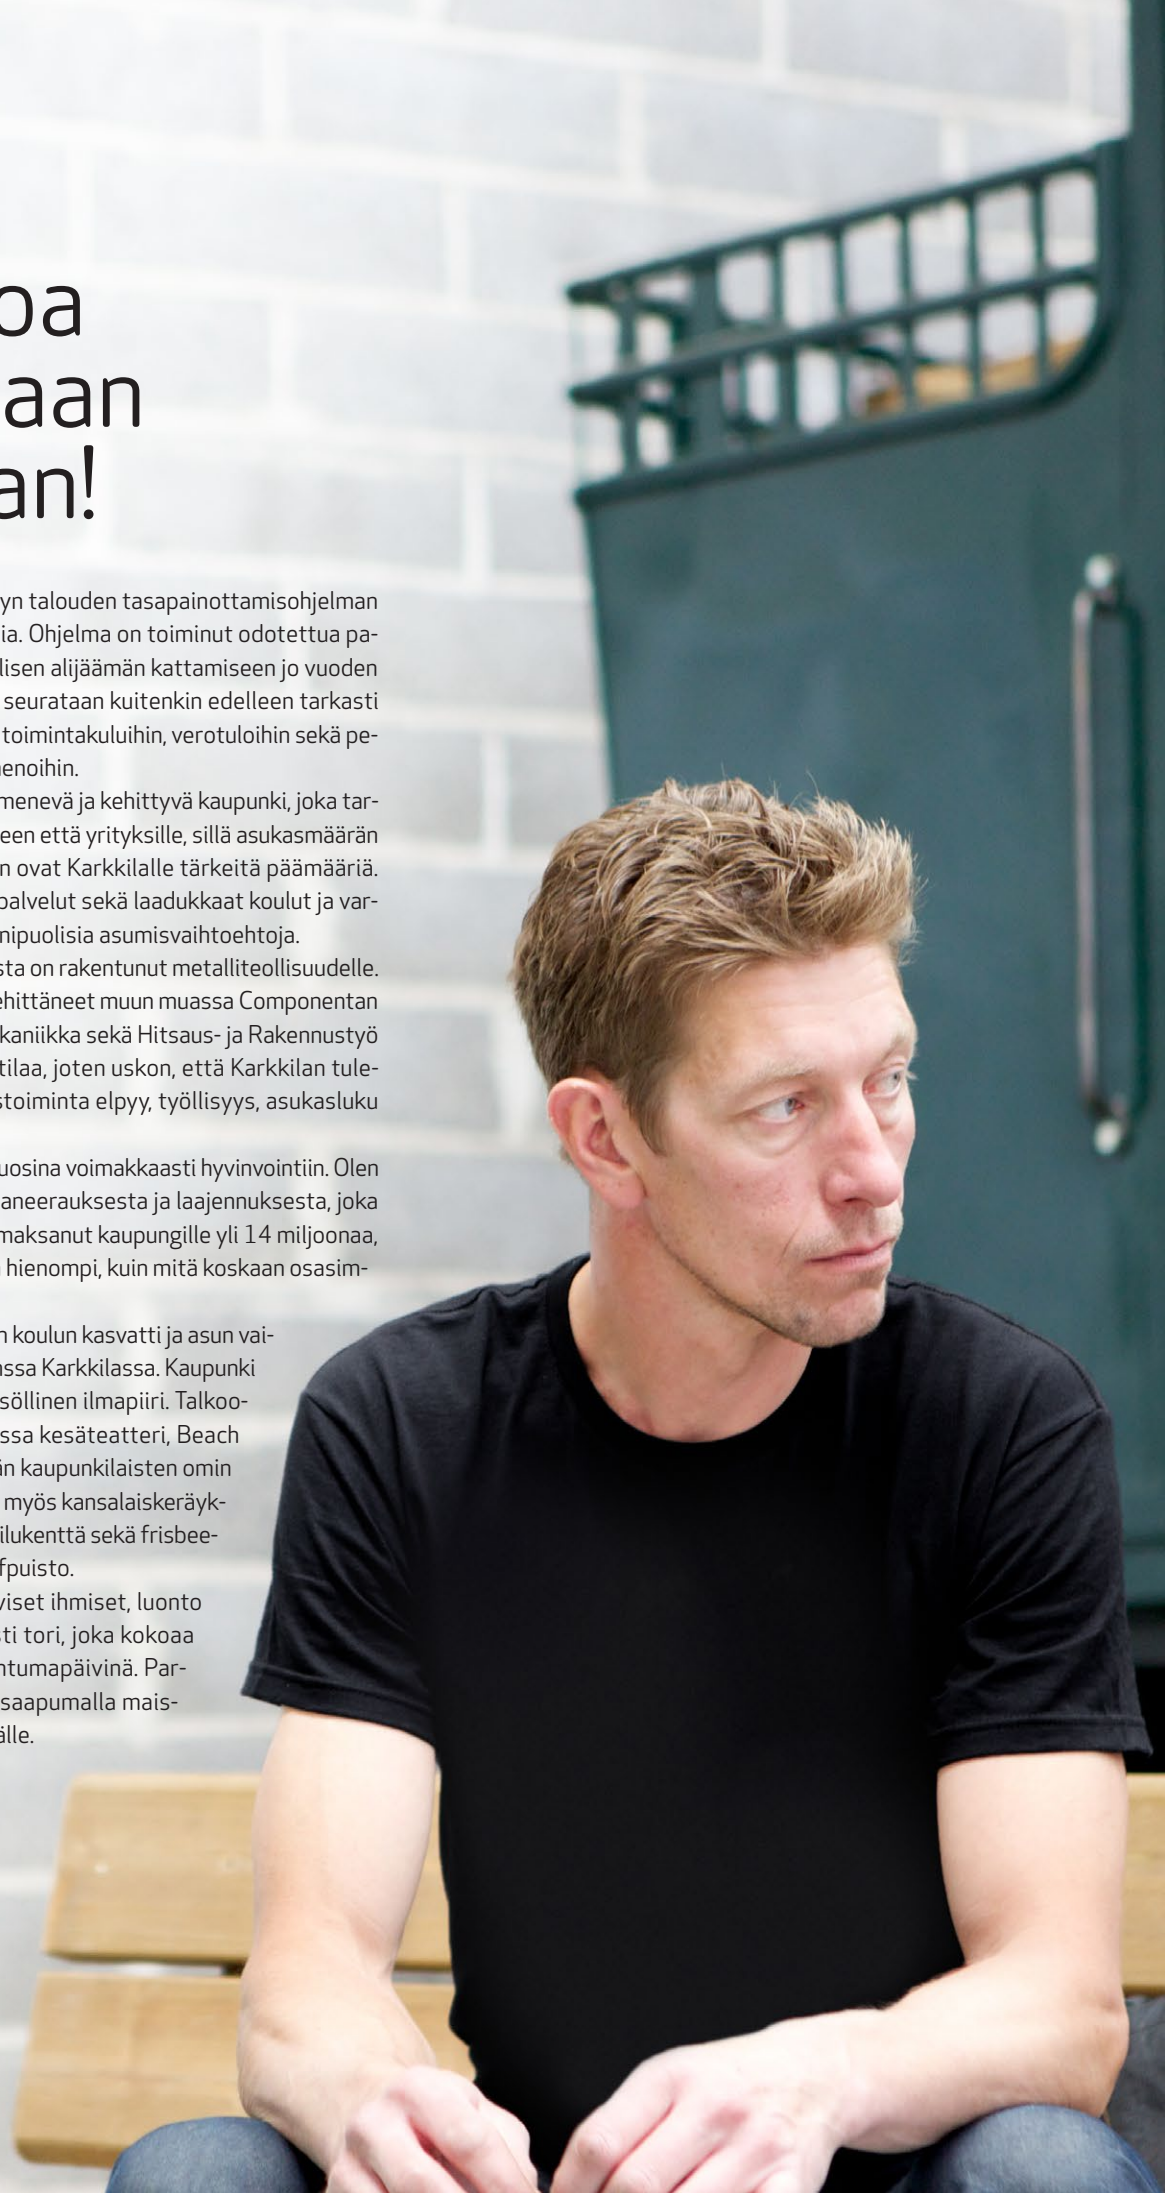 oa
aan
an!
yn talouden tasapainottamisohjelman
ia. Ohjelma on toiminut odotettua pa-
lisen alijäämän kattamiseen jo vuoden
seurataan kuitenkin edelleen tarkasti
toimintakuluihin, verotuloihin sekä pe-
enoihin.
menevä ja kehittyvä kaupunki, joka tar-
een että yrityksille, sillä asukasmäärän
n ovat Karkkilalle tärkeitä päämääriä.
palvelut sekä laadukkaat koulut ja var-
nipuolisia asumisvaihtoehtoja.
sta on rakentunut metalliteollisuudelle.
ehittäneet muun muassa Componentan
kaniikka sekä Hitsaus- ja Rakennustyö
tilaa, joten uskon, että Karkkilan tule-
stoiminta elpyy, työllisyys, asukasluku
uosina voimakkaasti hyvinvointiin. Olen
aneerauksesta ja laajennuksesta, joka
maksanut kaupungille yli 14 miljoonaa,
hienompi, kuin mitä koskaan osasim-
n koulun kasvatti ja asun vai-
ssa Karkkilassa. Kaupunki
söllinen ilmapiiri. Talkoo-
ssa kesäteatteri, Beach
än kaupunkilaisten omin
myös kansalaiskeräyk-
ilukenttä sekä frisbee-
fpuisto.
viset ihmiset, luonto
sti tori, joka kokoaa
ntumapäivinä. Par-
saapumalla mais-
älle.